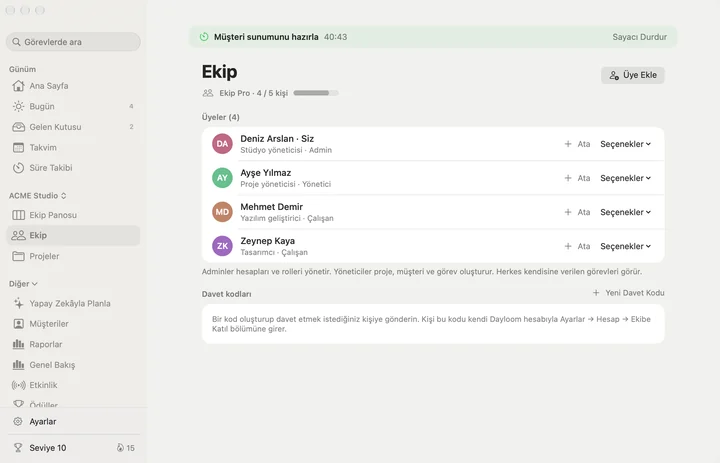 Görevlerde ara
Günüm
Ana Sayfa
Bugün 4
Gelen Kutusu 2
Takvim
Süre Takibi
ACME Studio
Ekip Panosu
Ekip
Projeler
Diğer
Yapay Zekâyla Planla
Müşteriler
Raporlar
Genel Bakış
Etkinlik
Ödüller
Ayarlar
Seviye 10 15
Müşteri sunumunu hazırla 40:43 Sayacı Durdur
Ekip
Üye Ekle
Ekip Pro · 4 / 5 kişi
Üyeler (4)
DA Deniz Arslan · Siz
Stüdyo yöneticisi · Admin
+ Ata Seçenekler
AY Ayşe Yılmaz
Proje yöneticisi · Yönetici
+ Ata Seçenekler
MD Mehmet Demir
Yazılım geliştirici · Çalışan
+ Ata Seçenekler
ZK Zeynep Kaya
Tasarımcı · Çalışan
+ Ata Seçenekler
Adminler hesapları ve rolleri yönetir. Yöneticiler proje, müşteri ve görev oluşturur. Herkes kendisine verilen görevleri görür.
Davet kodları + Yeni Davet Kodu
Bir kod oluşturup davet etmek istediğiniz kişiye gönderin. Kişi bu kodu kendi Dayloom hesabıyla Ayarlar → Hesap → Ekibe
Katıl bölümüne girer.